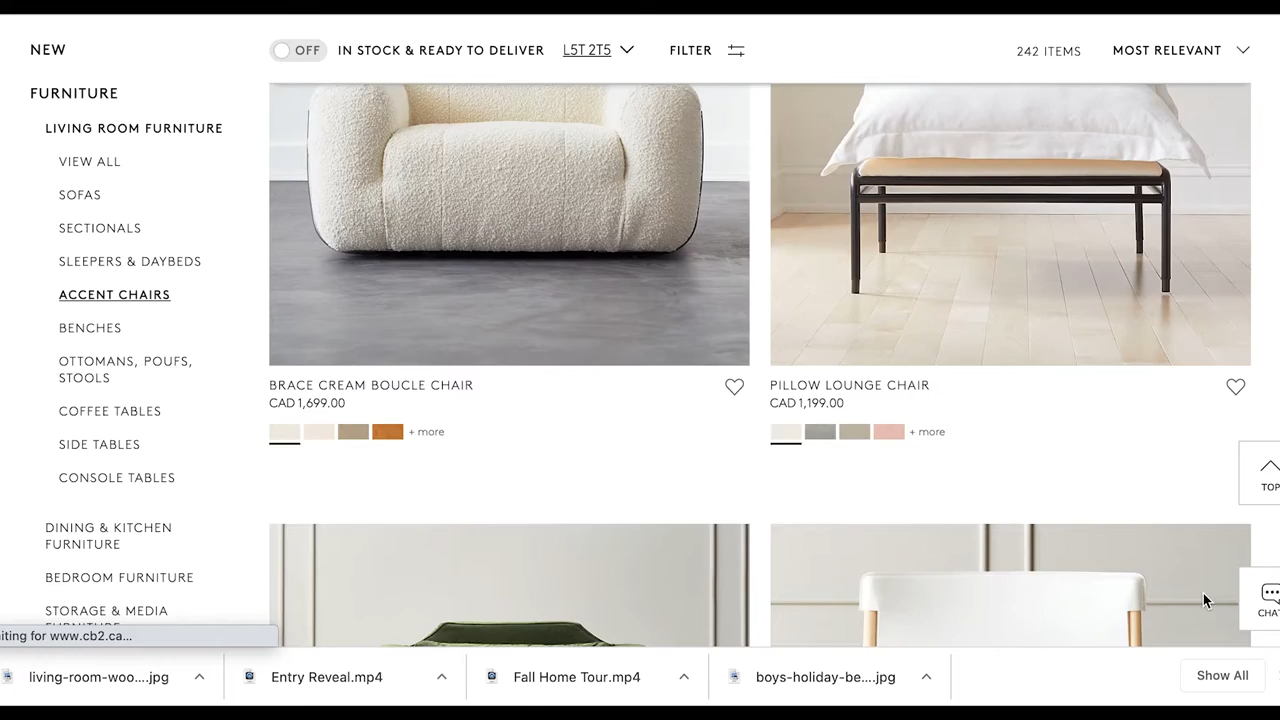 NEW
OFF IN STOCK & READY TO DELIVER L5T 2T5 FILTER 242 ITEMS MOST RELEVANT
FURNITURE
LIVING ROOM FURNITURE
VIEW ALL
SOFAS
SECTIONALS
SLEEPERS & DAYBEDS
ACCENT CHAIRS
BENCHES
OTTOMANS, POUFS,
STOOLS
COFFEE TABLES
SIDE TABLES
CONSOLE TABLES
DINING & KITCHEN
FURNITURE
BEDROOM FURNITURE
STORAGE & MEDIA
BRACE CREAM BOUCLE CHAIR
CAD 1,699.00
+ more
PILLOW LOUNGE CHAIR
CAD 1,199.00
+ more
TOP
CHAT
iting for www.cb2.ca...
living-room-woo....jpg
Entry Reveal.mp4
Fall Home Tour.mp4
boys-holiday-be....jpg
Show All